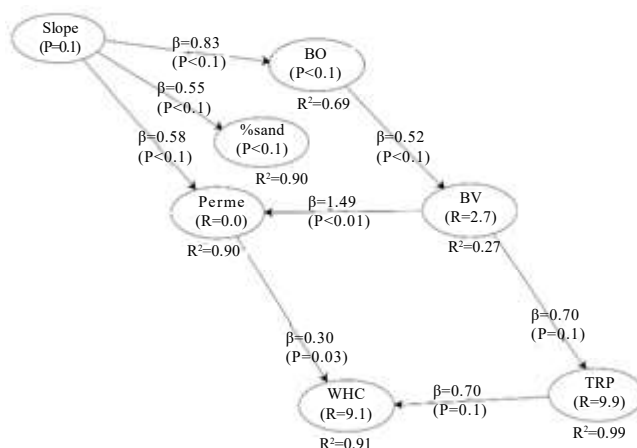 Slope
(P=0.1)
β=0.83
(P<0.1)
BO
(P<0.1)
R²=0.69
β=0.55
(P<0.1)
%sand
(P<0.1)
R²=0.90
β=0.58
(P<0.1)
β=0.52
(P<0.1)
Perme
(R=0.0)
R²=0.90
β=1.49
(P<0.01)
BV
(R=2.7)
R²=0.27
β=0.30
(P=0.03)
β=0.70
(P=0.1)
WHC
(R=9.1)
R²=0.91
β=0.70
(P=0.1)
TRP
(R=9.9)
R²=0.99